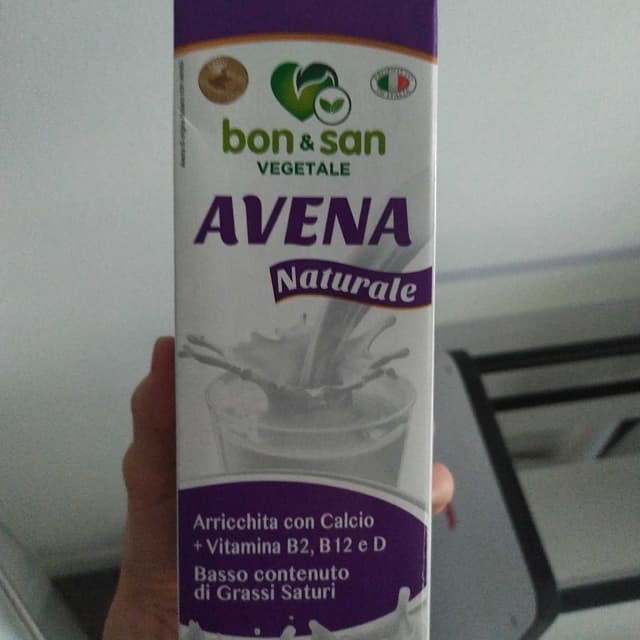 bon & san
VEGETALE
AVENA
Naturale
Arricchita con Calcio
+ Vitamina B2, B12 e D
Basso contenuto
di Grassi Saturi